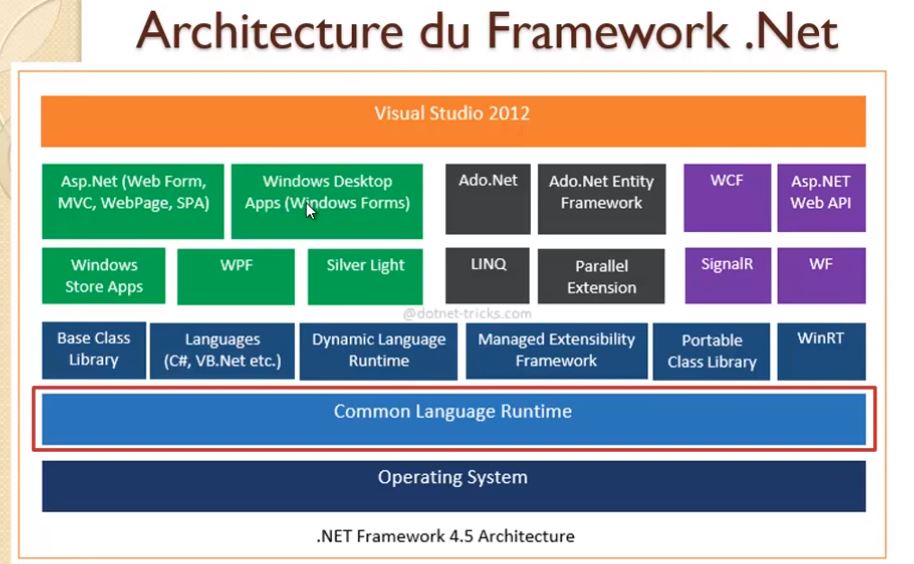 Architecture du Framework .Net
Visual Studio 2012
Asp.Net (Web Form,
MVC, WebPage, SPA)
Windows Desktop
Apps (Windows Forms)
Ado.Net
Ado.Net Entity
Framework
WCF
Asp.NET
Web API
Windows
Store Apps
WPF
Silver Light
LINQ
Parallel
Extension
SignalR
WF
@dotnet-tricks.com
Base Class
Library
Languages
(C#, VB.Net etc.)
Dynamic Language
Runtime
Managed Extensibility
Framework
Portable
Class Library
WinRT
Common Language Runtime
Operating System
.NET Framework 4.5 Architecture